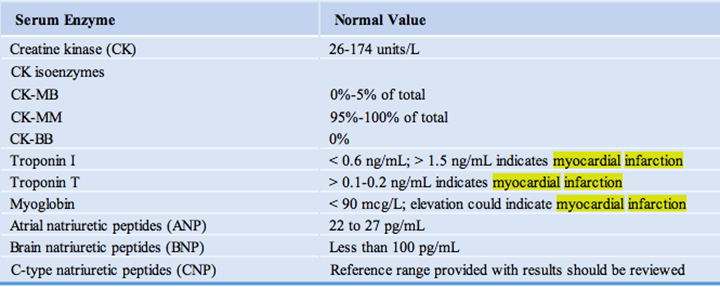 Serum Enzyme Normal Value
Creatine kinase (CK) 26-174 units/L
CK isoenzymes
CK-MB 0%-5% of total
CK-MM 95%-100% of total
CK-BB 0%
Troponin I < 0.6 ng/mL; > 1.5 ng/mL indicates myocardial infarction
Troponin T > 0.1-0.2 ng/mL indicates myocardial infarction
Myoglobin < 90 mcg/L; elevation could indicate myocardial infarction
Atrial natriuretic peptides (ANP) 22 to 27 pg/mL
Brain natriuretic peptides (BNP) Less than 100 pg/mL
C-type natriuretic peptides (CNP) Reference range provided with results should be reviewed